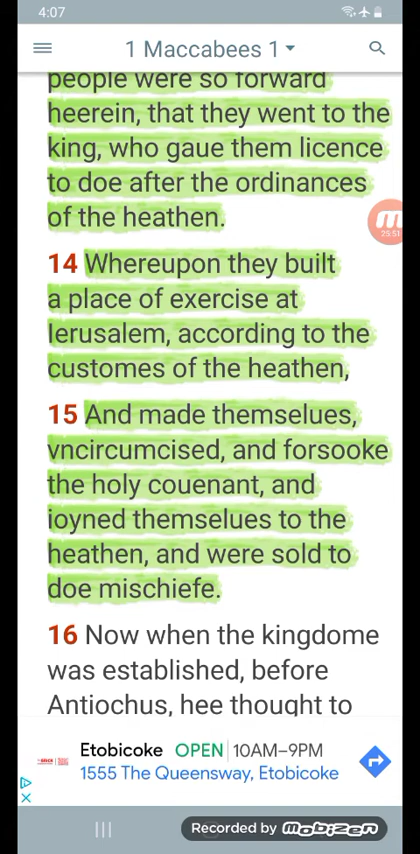 4:07
1 Maccabees 1
people were so forward
heerein, that they went to the
king, who gaue them licence
to doe after the ordinances
of the heathen.
25:51
14 Whereupon they built
a place of exercise at
Ierusalem, according to the
customes of the heathen,
15 And made themselues,
vncircumcised, and forsooke
the holy couenant, and
ioyned themselues to the
heathen, and were sold to
doe mischiefe.
16 Now when the kingdome
was established, before
Antiochus, hee thought to
Etobicoke OPEN 10AM–9PM
1555 The Queensway, Etobicoke
Recorded by mobizen